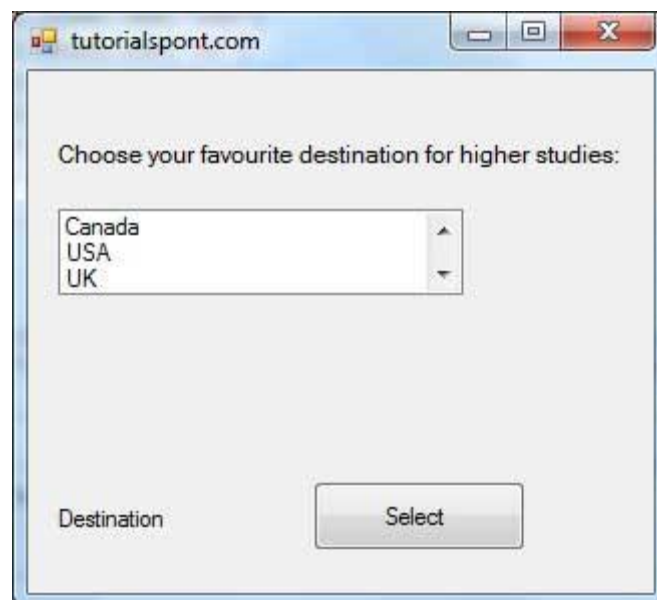 tutorialspont.com
Choose your favourite destination for higher studies:
Canada
USA
UK
Destination
Select